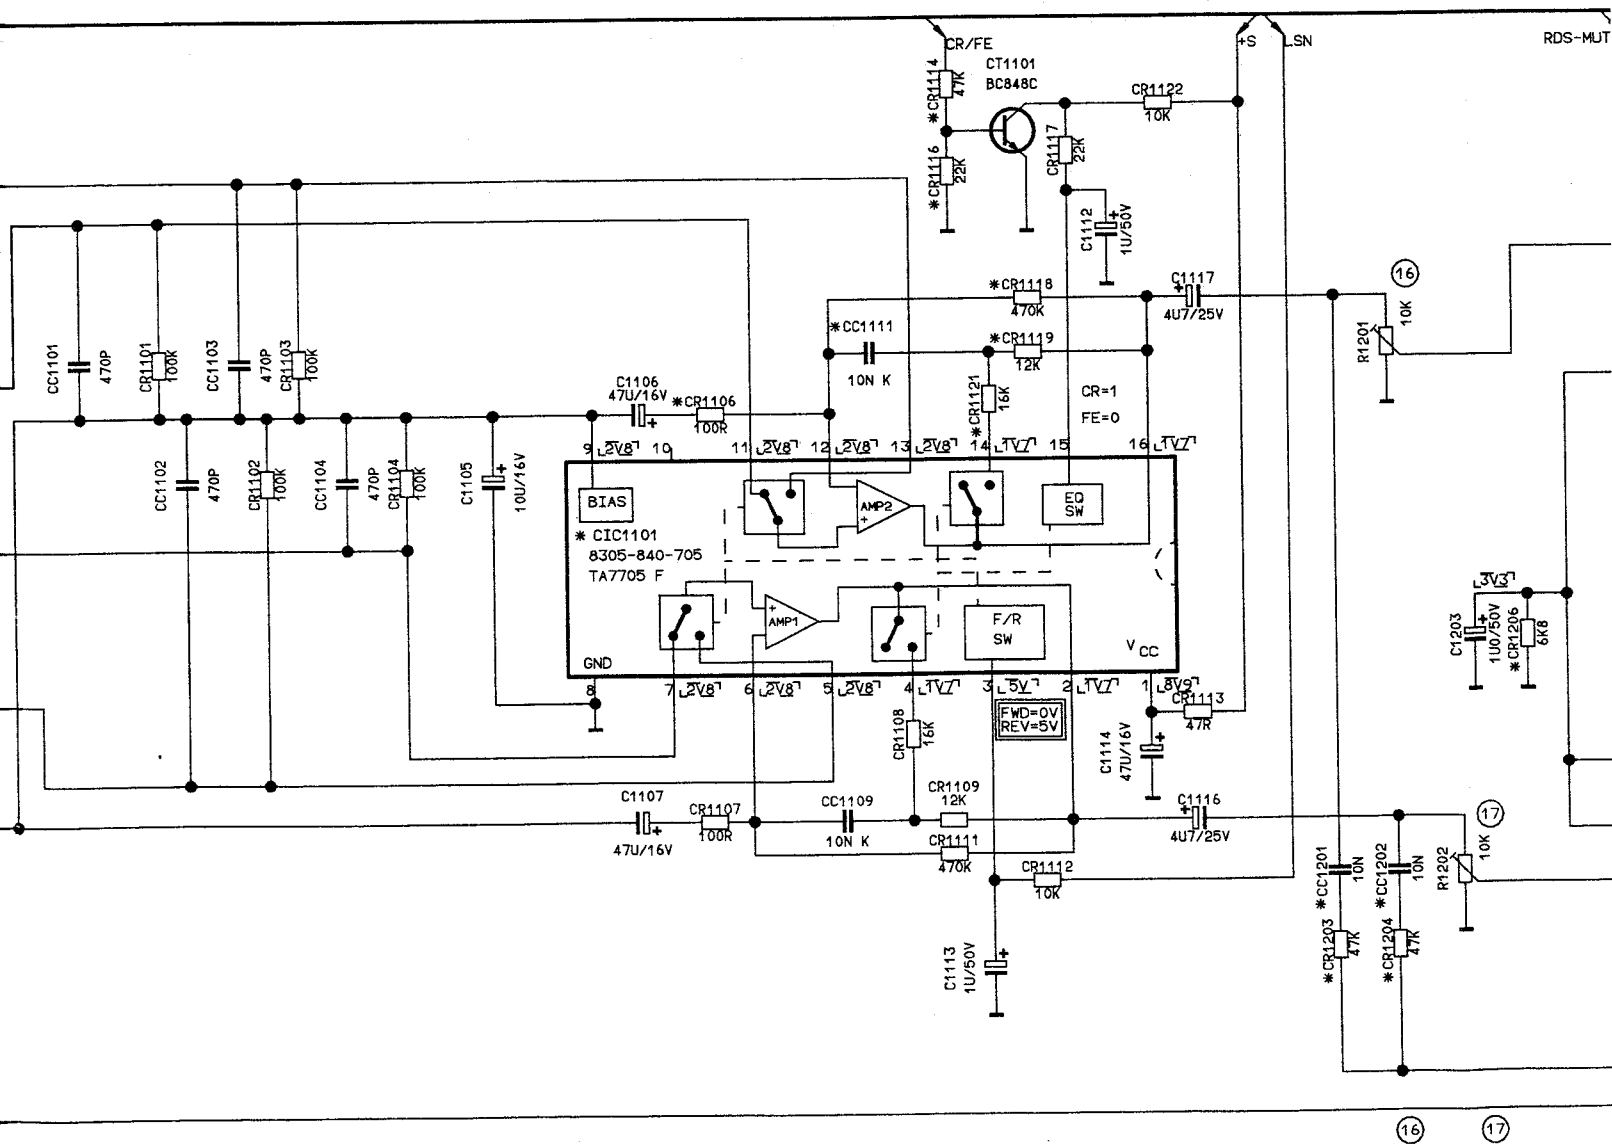 CR/FE
+S
LSN
RDS-MUT
CT1101
BC848C
*CR1114
47K
CR1122
10K
*CR1116
22K
CR1117
22K
C1112
1U/50V
16
*CR1118
470K
C1117
4U7/25V
R1201
10K
*CC1111
10N K
*CR1119
12K
CC1101
470P
CR1101
100K
CC1103
470P
CR1103
100K
C1106
47U/16V
*CR1106
100R
*CR1121
16K
CR=1
FE=0
CC1102
470P
CR1102
100K
CC1104
470P
CR1104
100K
C1105
10U/16V
9 2V8
10
11 2V8
12 2V8
13 2V8
14 1V7
15
16 1V7
BIAS
AMP2
EQ
SW
* CIC1101
8305-840-705
TA7705 F
AMP1
F/R
SW
GND
VCC
8
7 2V8
6 2V8
5 2V8
4 1V7
3 5V
2 1V7
1 8V9
3V3
C1203
1U0/50V
*CR1206
6K8
FWD=0V
REV=5V
CR1113
47R
CR1108
16K
C1114
47U/16V
C1107
47U/16V
CR1107
100R
CC1109
10N K
CR1109
12K
C1116
4U7/25V
17
CR1111
470K
CR1112
10K
*CC1201
10N
*CC1202
10N
R1202
10K
C1113
1U/50V
*CR1203
47K
*CR1204
47K
16
17